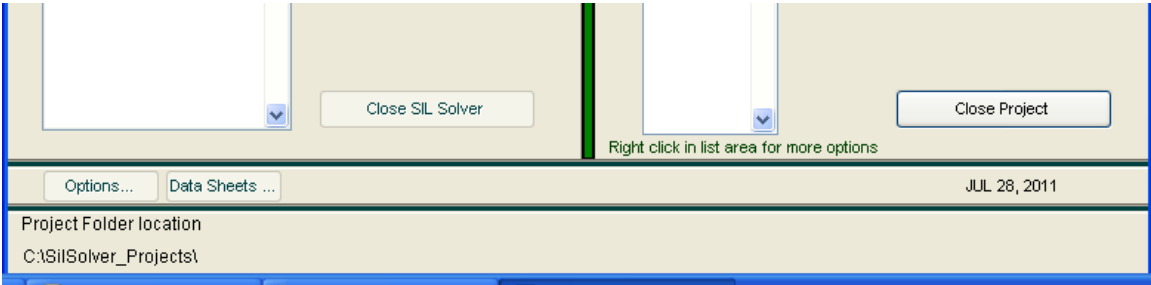 Close SIL Solver
Close Project
Right click in list area for more options
Options... Data Sheets ... JUL 28, 2011
Project Folder location
C:\SilSolver_Projects\